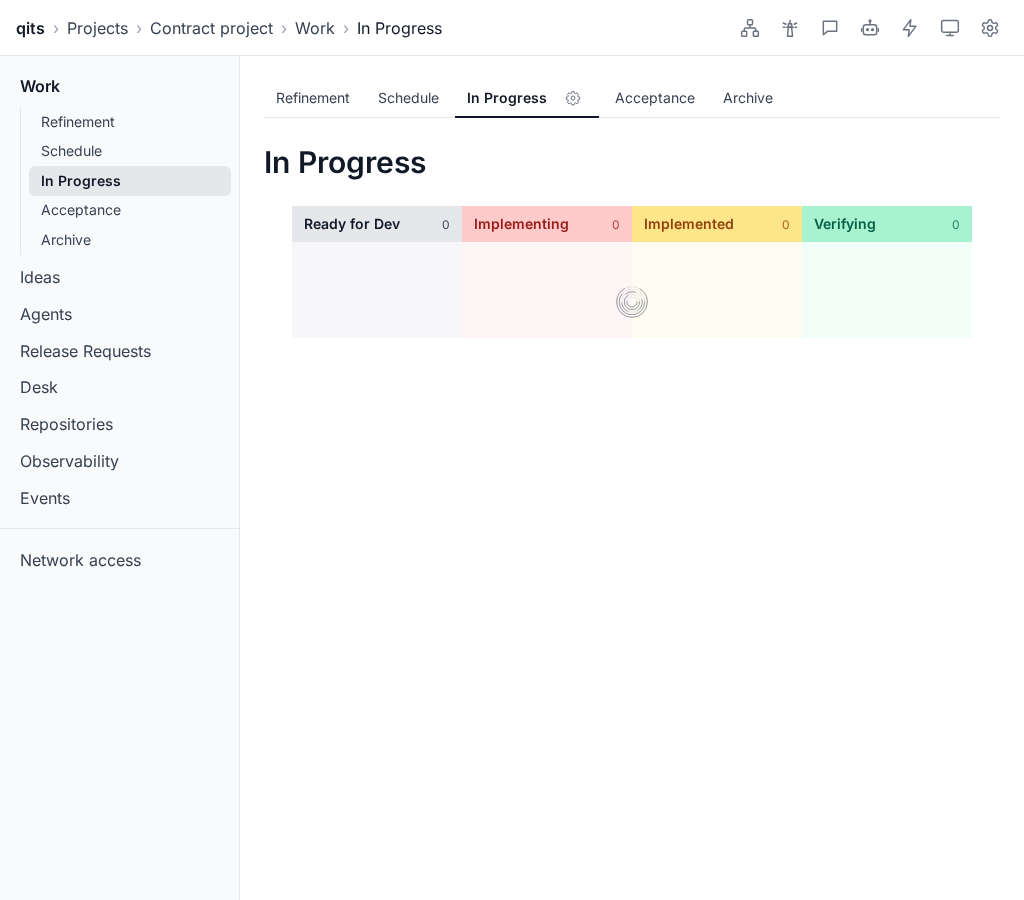 qits › Projects › Contract project › Work › In Progress
Work
Refinement
Schedule
In Progress
Acceptance
Archive
Ideas
Agents
Release Requests
Desk
Repositories
Observability
Events
Network access
Refinement Schedule In Progress Acceptance Archive
In Progress
Ready for Dev 0 Implementing 0 Implemented 0 Verifying 0